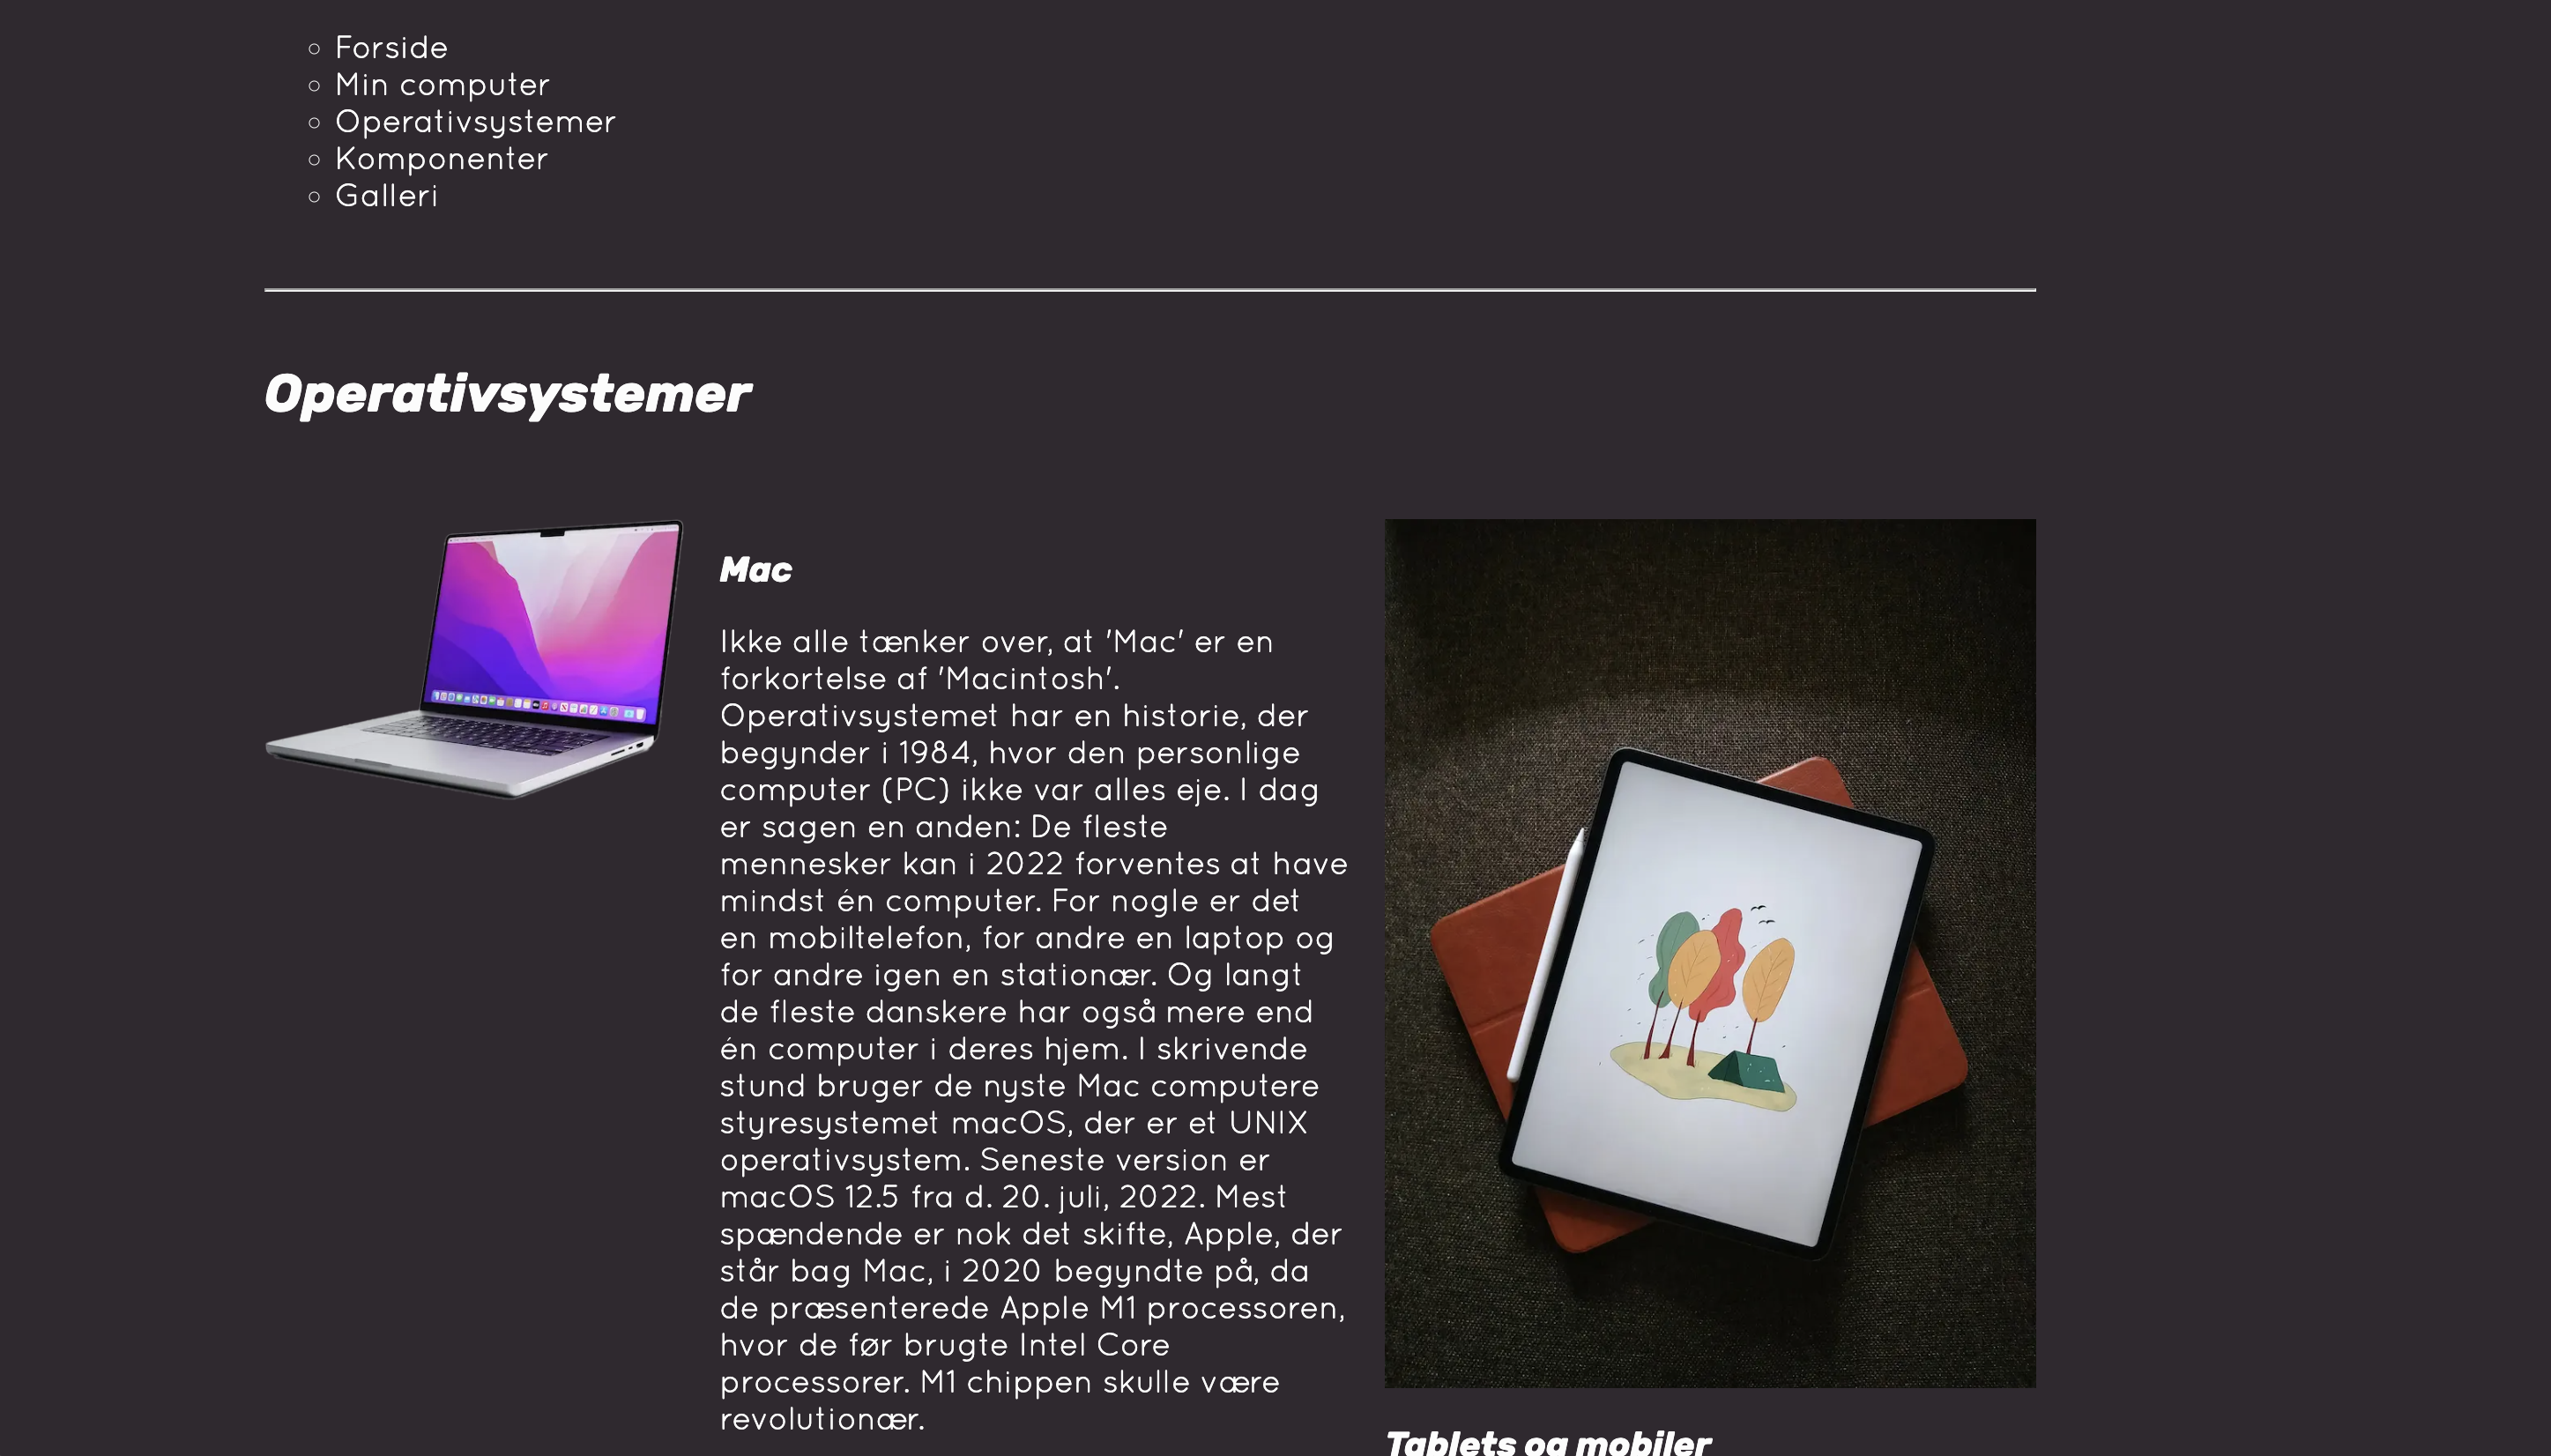 Forside
Min computer
Operativsystemer
Komponenter
Galleri
Operativsystemer
Mac
Ikke alle tænker over, at 'Mac' er en
forkortelse af 'Macintosh'.
Operativsystemet har en historie, der
begynder i 1984, hvor den personlige
computer (PC) ikke var alles eje. I dag
er sagen en anden: De fleste
mennesker kan i 2022 forventes at have
mindst én computer. For nogle er det
en mobiltelefon, for andre en laptop og
for andre igen en stationær. Og langt
de fleste danskere har også mere end
én computer i deres hjem. I skrivende
stund bruger de nyste Mac computere
styresystemet macOS, der er et UNIX
operativsystem. Seneste version er
macOS 12.5 fra d. 20. juli, 2022. Mest
spændende er nok det skifte, Apple, der
står bag Mac, i 2020 begyndte på, da
de præsenterede Apple M1 processoren,
hvor de før brugte Intel Core
processorer. M1 chippen skulle være
revolutionær.
Tablets og mobiler